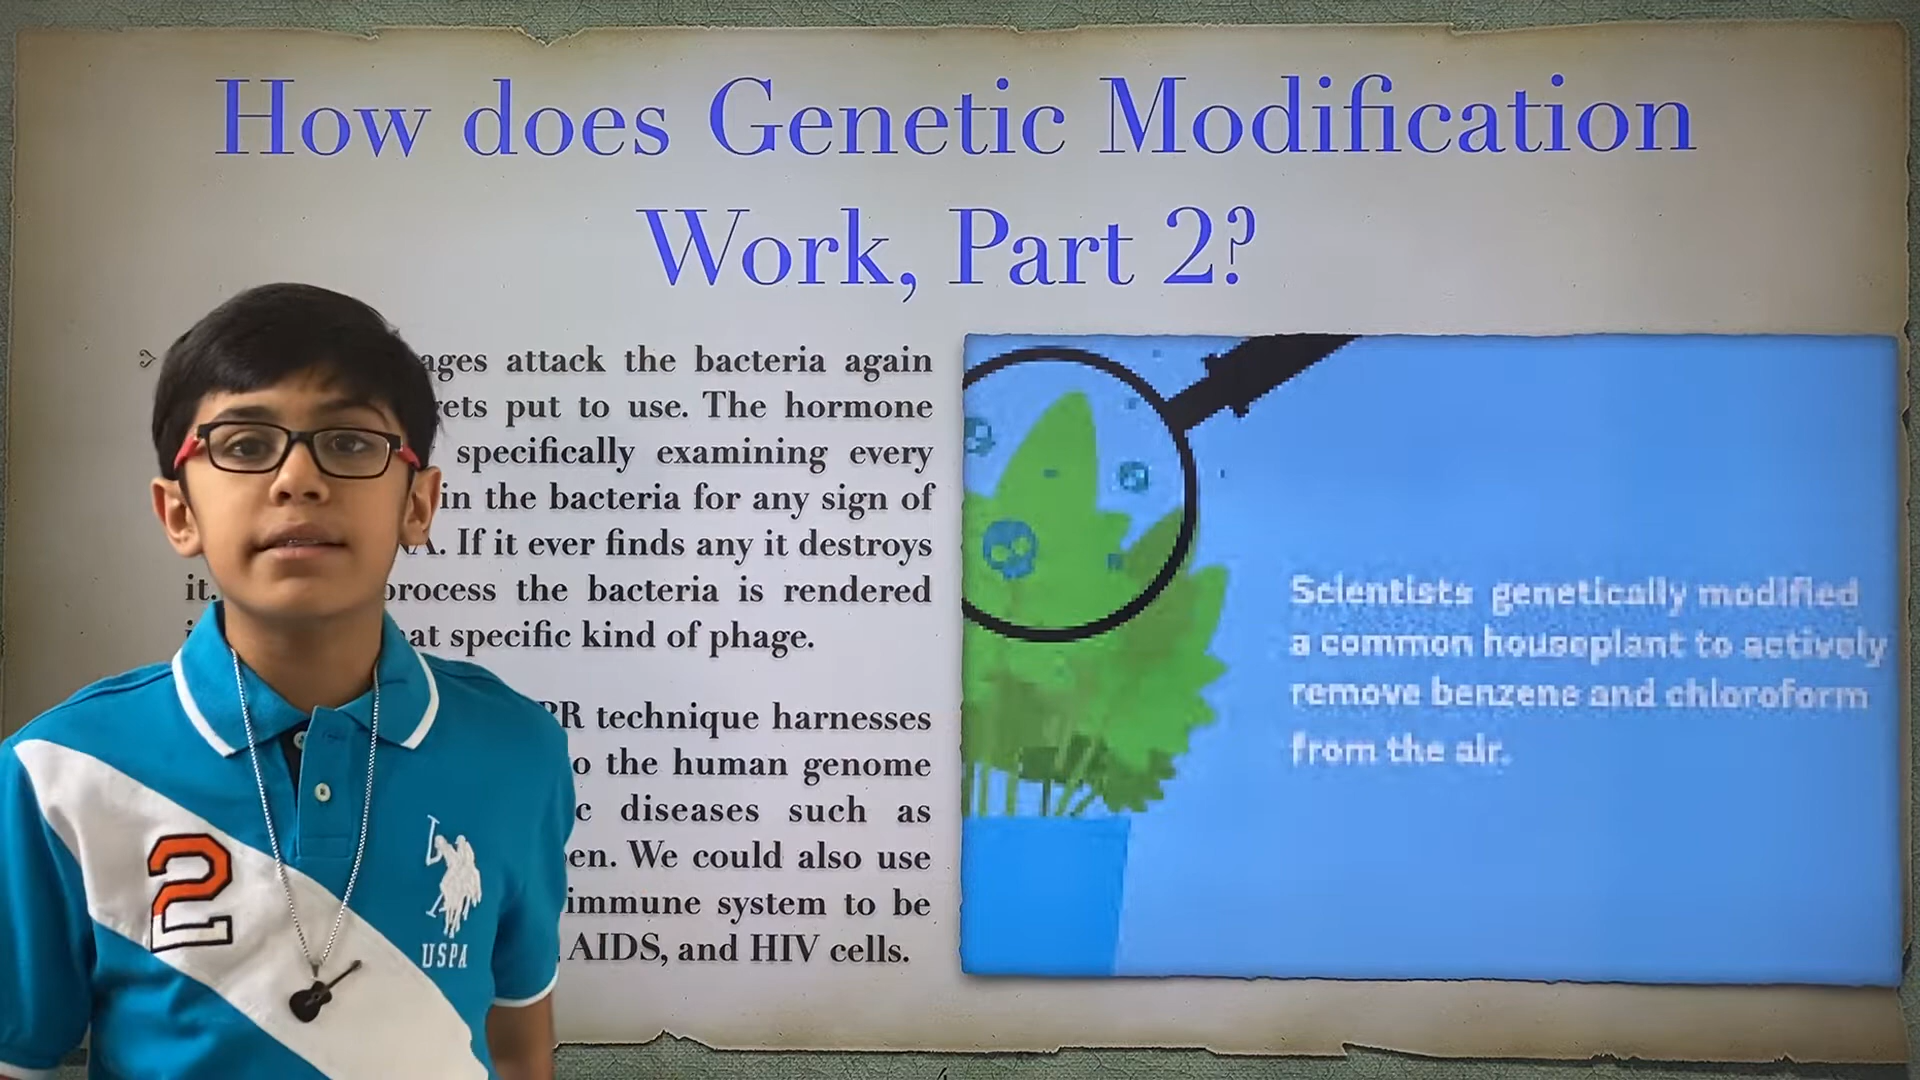 How does Genetic Modification
Work, Part 2?
attack the bacteria again
put to use. The hormone
specifically examining every
in the bacteria for any sign of
If it ever finds any it destroys
it. process the bacteria is rendered
specific kind of phage.
technique harnesses
the human genome
diseases such as
We could also use
immune system to be
AIDS, and HIV cells.
Scientists genetically modified
a common houseplant to actively
remove benzene and chloroform
from the air.
2
USPA